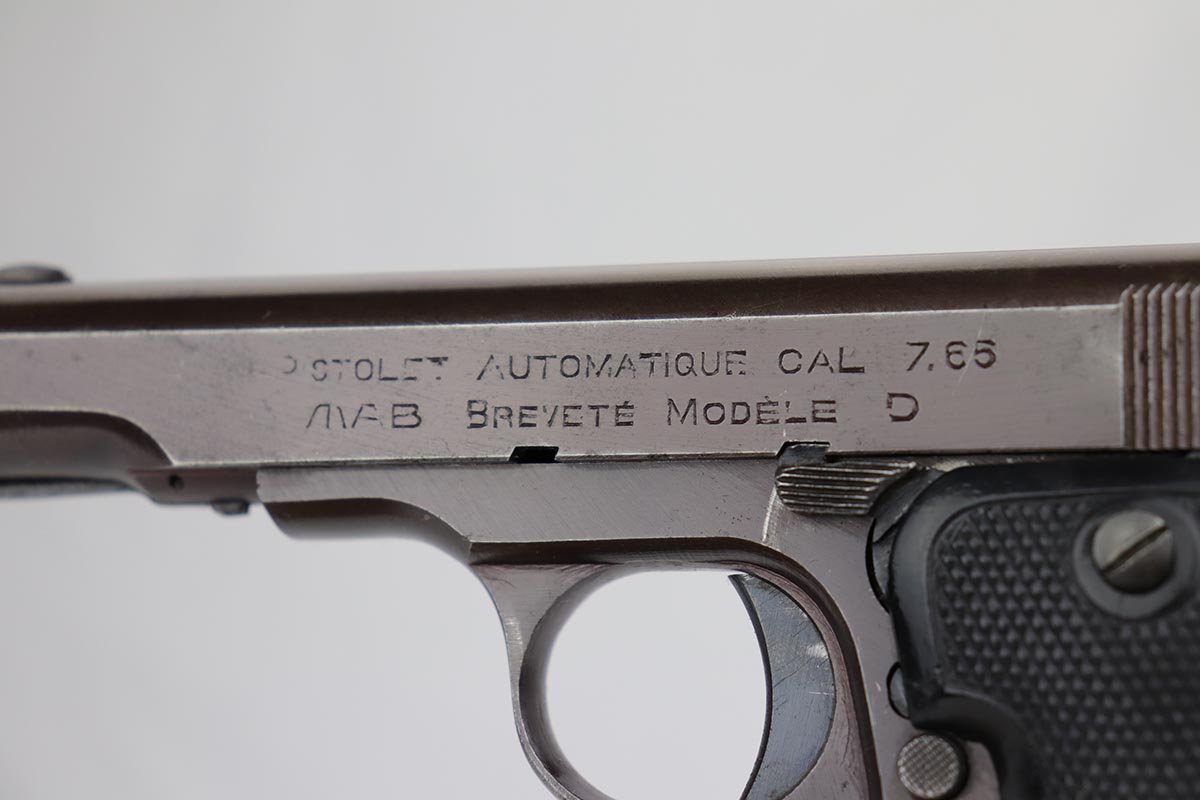 PISTOLET AUTOMATIQUE CAL 7.65
MAB BREVETÉ MODÈLE D